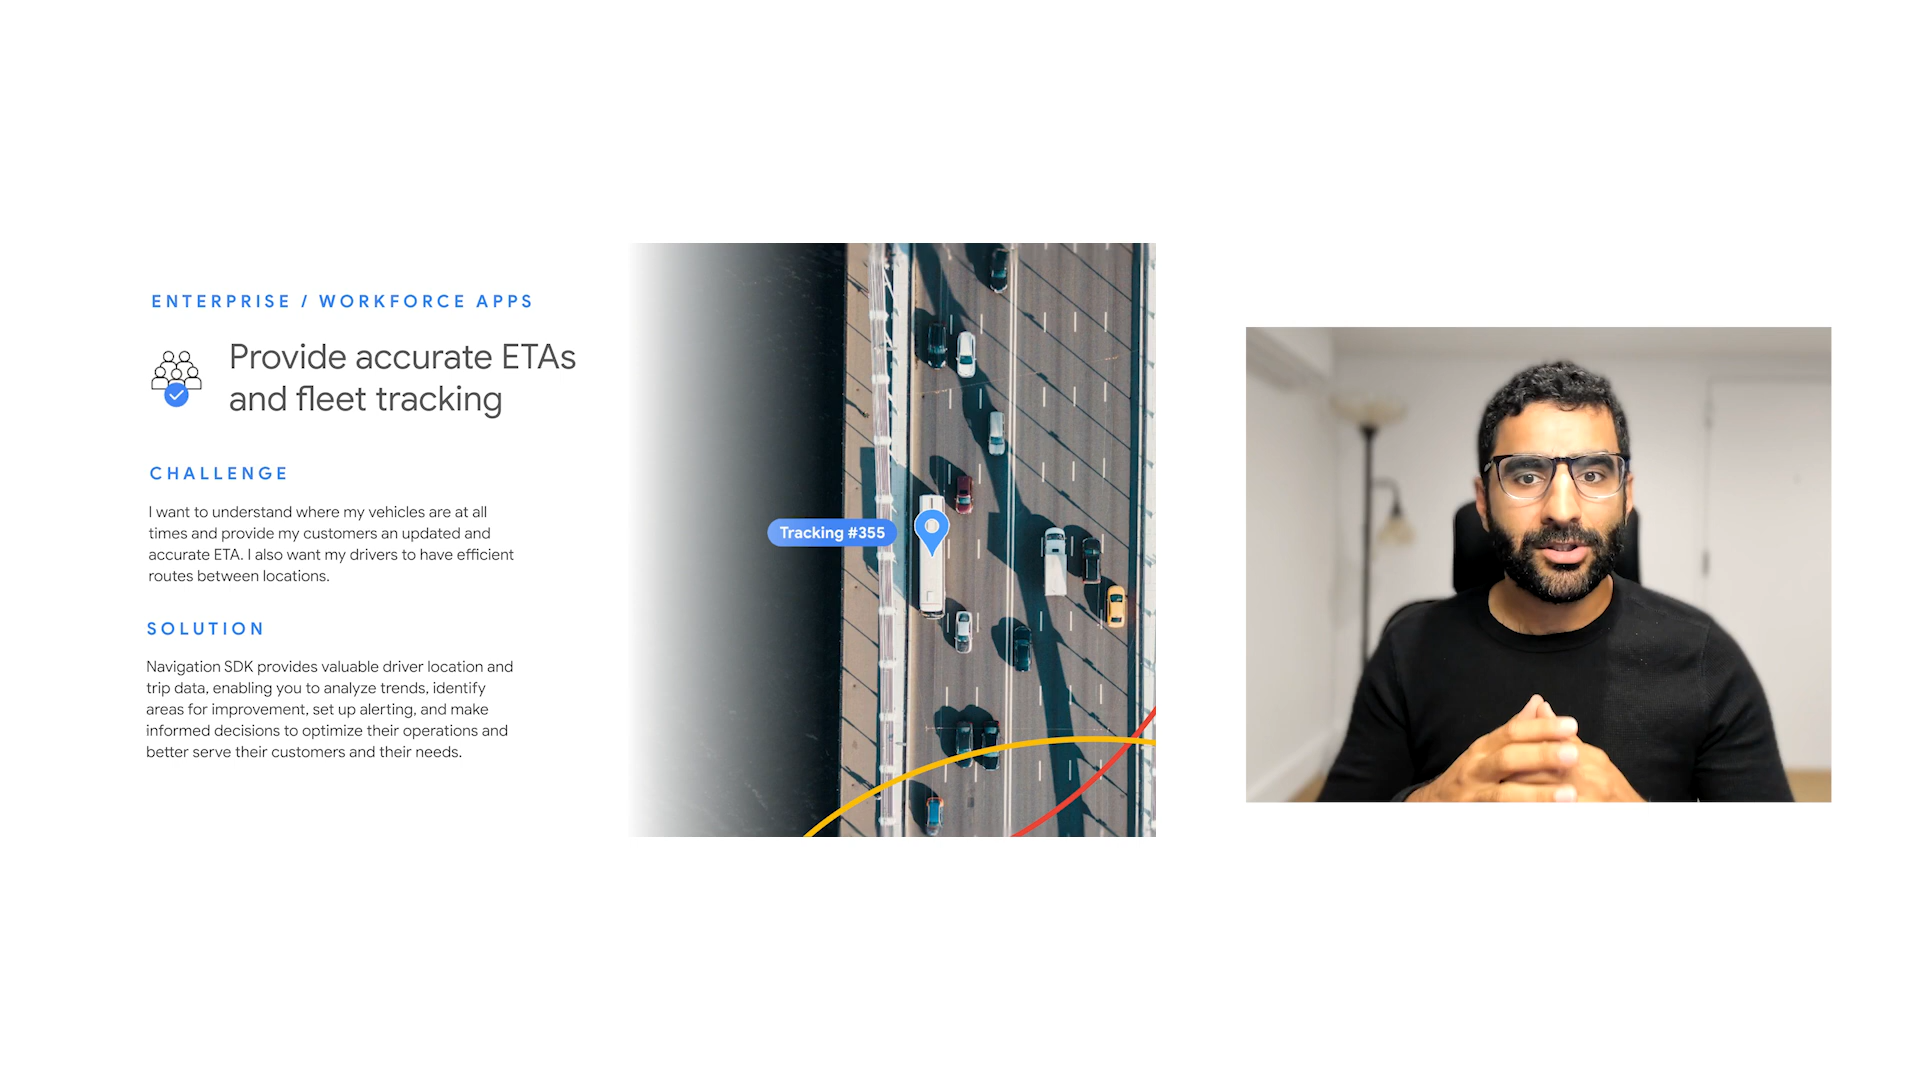 ENTERPRISE / WORKFORCE APPS
Provide accurate ETAs
and fleet tracking
CHALLENGE
I want to understand where my vehicles are at all
times and provide my customers an updated and
accurate ETA. I also want my drivers to have efficient
routes between locations.
SOLUTION
Navigation SDK provides valuable driver location and
trip data, enabling you to analyze trends, identify
areas for improvement, set up alerting, and make
informed decisions to optimize their operations and
better serve their customers and their needs.
Tracking #355